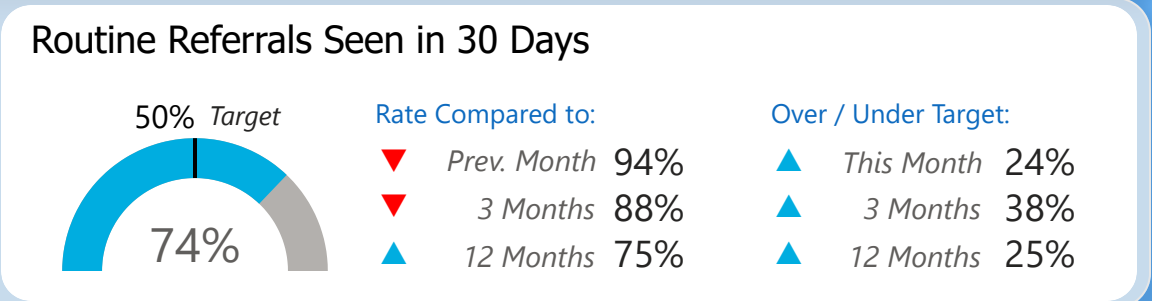 Routine Referrals Seen in 30 Days
50% Target
74%
Rate Compared to:
▼ Prev. Month 94%
▼ 3 Months 88%
▲ 12 Months 75%
Over / Under Target:
▲ This Month 24%
▲ 3 Months 38%
▲ 12 Months 25%